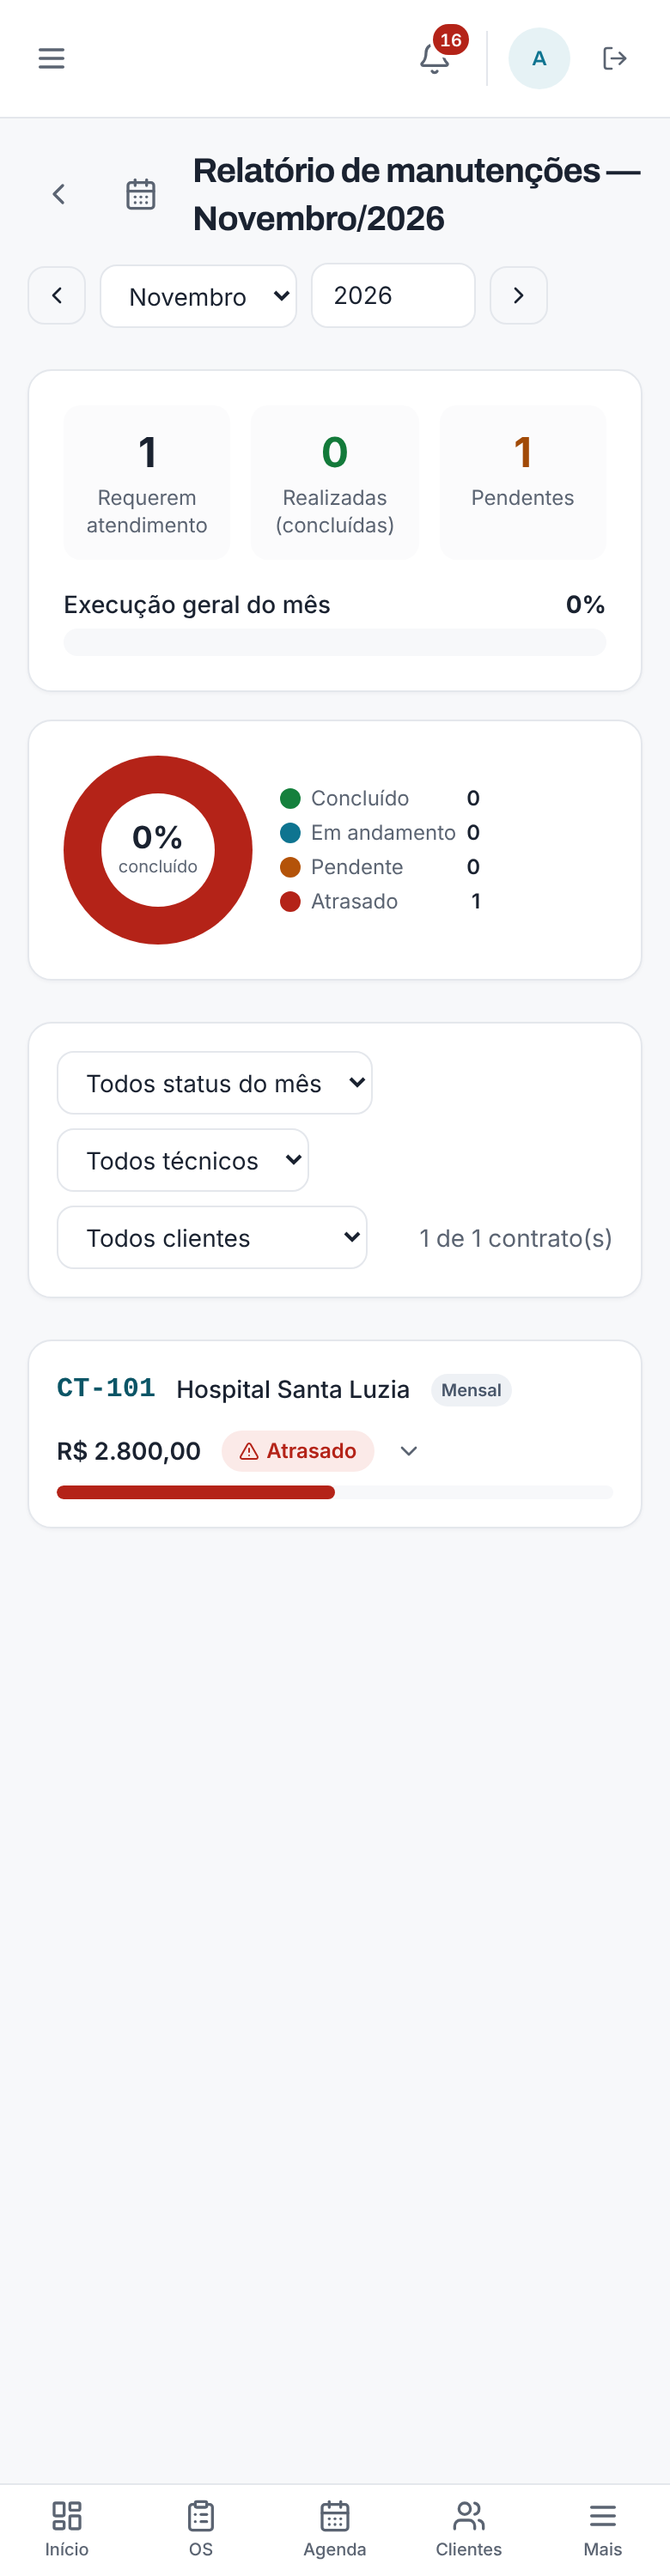 16
A
Relatório de manutenções —
Novembro/2026
Novembro
2026
1
Requerem
atendimento
0
Realizadas
(concluídas)
1
Pendentes
Execução geral do mês 0%
0%
concluído
Concluído 0
Em andamento 0
Pendente 0
Atrasado 1
Todos status do mês
Todos técnicos
Todos clientes
1 de 1 contrato(s)
CT-101 Hospital Santa Luzia Mensal
R$ 2.800,00 Atrasado
Início OS Agenda Clientes Mais